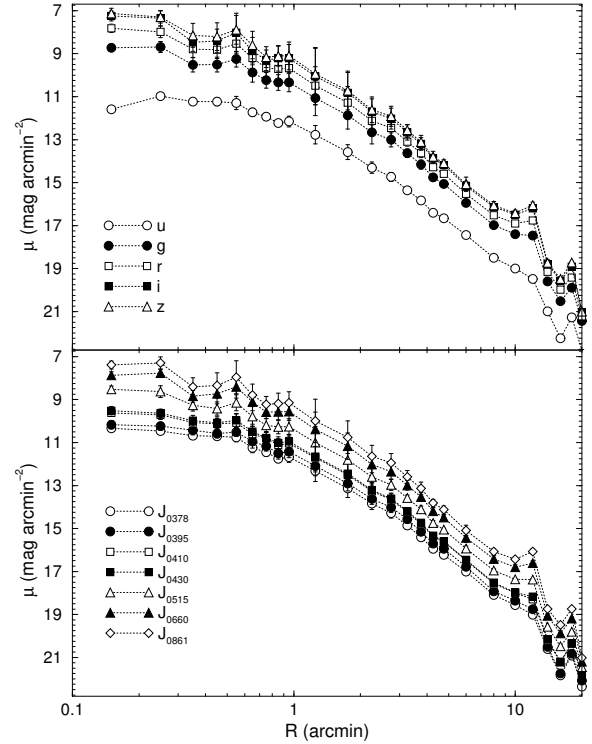 7
9
11
13
15
17
19
21
μ (mag arcmin⁻²)
u
g
r
i
z
7
9
11
13
15
17
19
21
μ (mag arcmin⁻²)
J0378
J0395
J0410
J0430
J0515
J0660
J0861
0.1 1 10
R (arcmin)